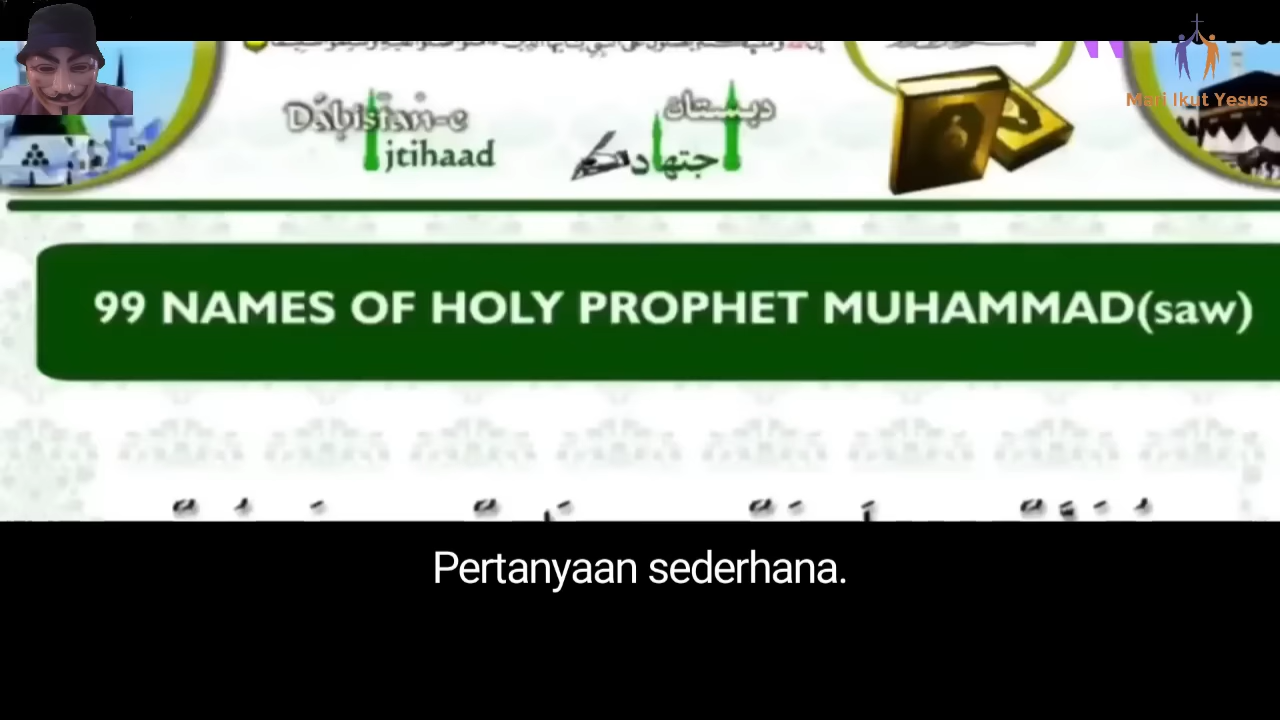 Mari Ikut Yesus
Dabistan-e
Ijtihaad
دبستان
اجتهاد
99 NAMES OF HOLY PROPHET MUHAMMAD(saw)
Pertanyaan sederhana.